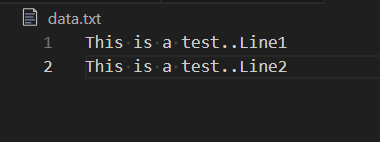 data.txt
1 This is a test..Line1
2 This is a test..Line2